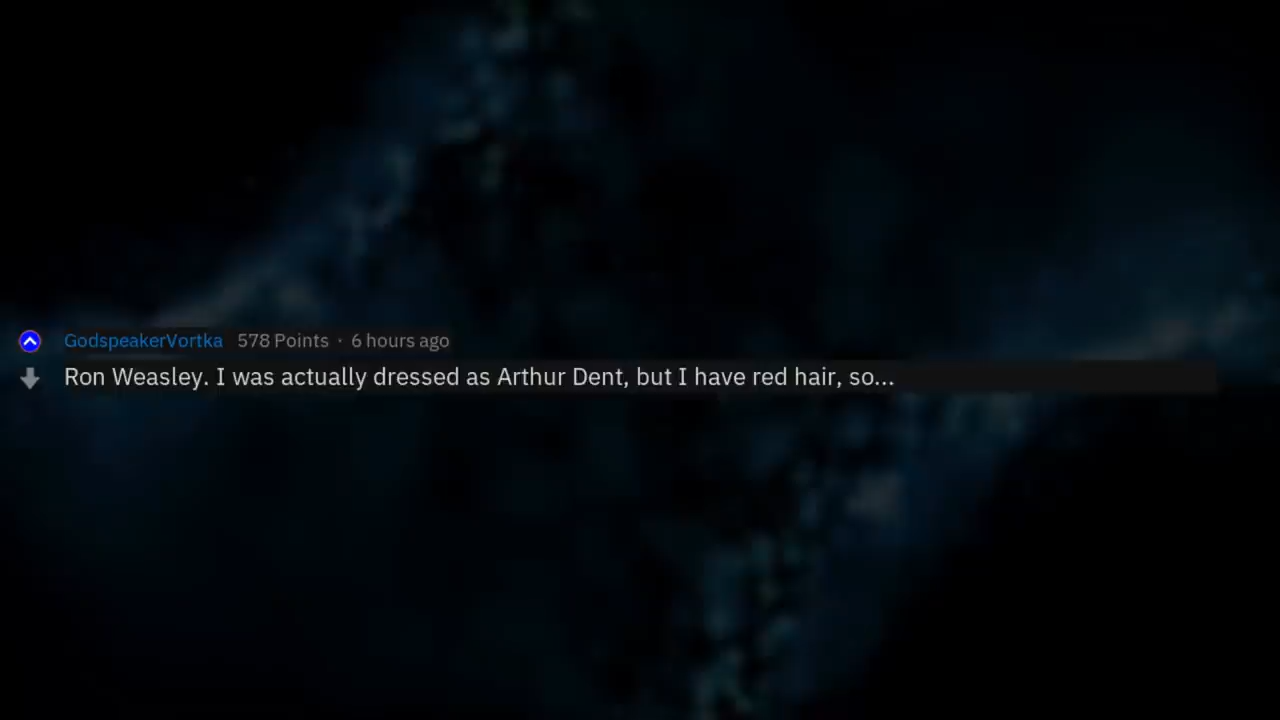 GodspeakerVortka 578 Points · 6 hours ago
Ron Weasley. I was actually dressed as Arthur Dent, but I have red hair, so...